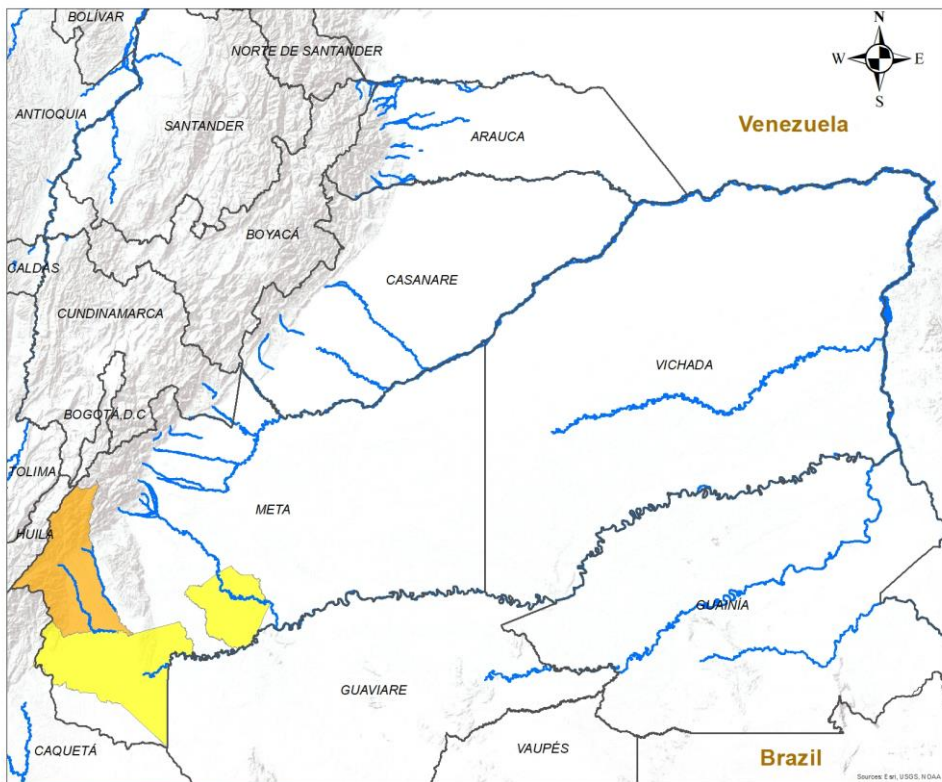 BOLÍVAR
N
NORTE DE SANTANDER
W
E
S
ANTIOQUIA
SANTANDER
Venezuela
ARAUCA
BOYACÁ
CALDAS
CASANARE
CUNDINAMARCA
VICHADA
BOGOTÁ,D.C
TOLIMA
META
HUILA
GUAINÍA
GUAVIARE
CAQUETÁ
VAUPÉS
Brazil
Sources: Esri, USGS, NOAA